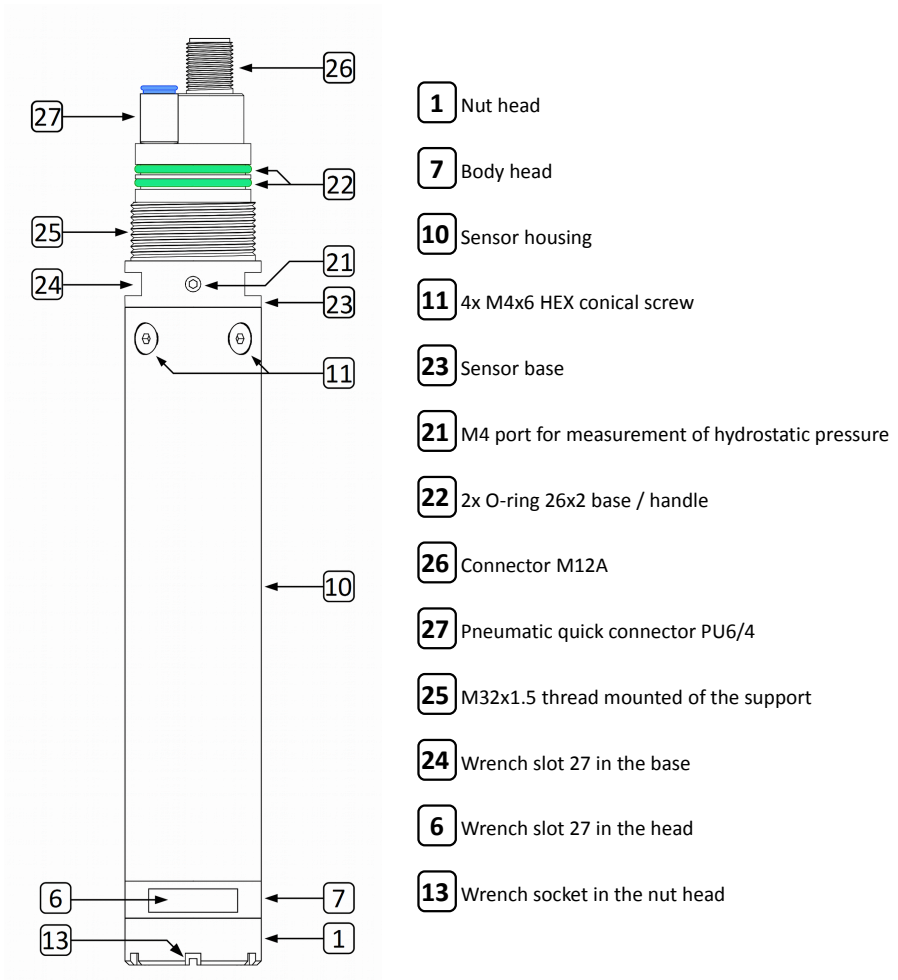 26
27
22
25
21
24
23
11
10
6
7
13
1
1 Nut head
7 Body head
10 Sensor housing
11 4x M4x6 HEX conical screw
23 Sensor base
21 M4 port for measurement of hydrostatic pressure
22 2x O-ring 26x2 base / handle
26 Connector M12A
27 Pneumatic quick connector PU6/4
25 M32x1.5 thread mounted of the support
24 Wrench slot 27 in the base
6 Wrench slot 27 in the head
13 Wrench socket in the nut head